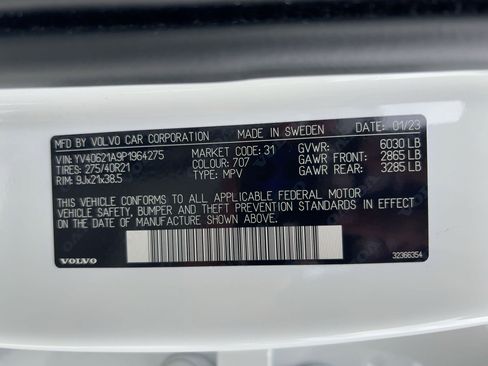 MFD BY VOLVO CAR CORPORATION MADE IN SWEDEN DATE: 01/23
VIN: YV4062 1A9P1964275 MARKET CODE: 31 GVWR: 6030 LB
TIRES: 275/40R21 COLOUR: 707 GAWR FRONT: 2865 LB
RIM: 9Jx21x38.5 TYPE: MPV GAWR REAR: 3285 LB
THIS VEHICLE CONFORMS TO ALL APPLICABLE FEDERAL MOTOR
VEHICLE SAFETY, BUMPER AND THEFT PREVENTION STANDARDS IN EFFECT
ON THE DATE OF MANUFACTURE SHOWN ABOVE.
VOLVO 32366354